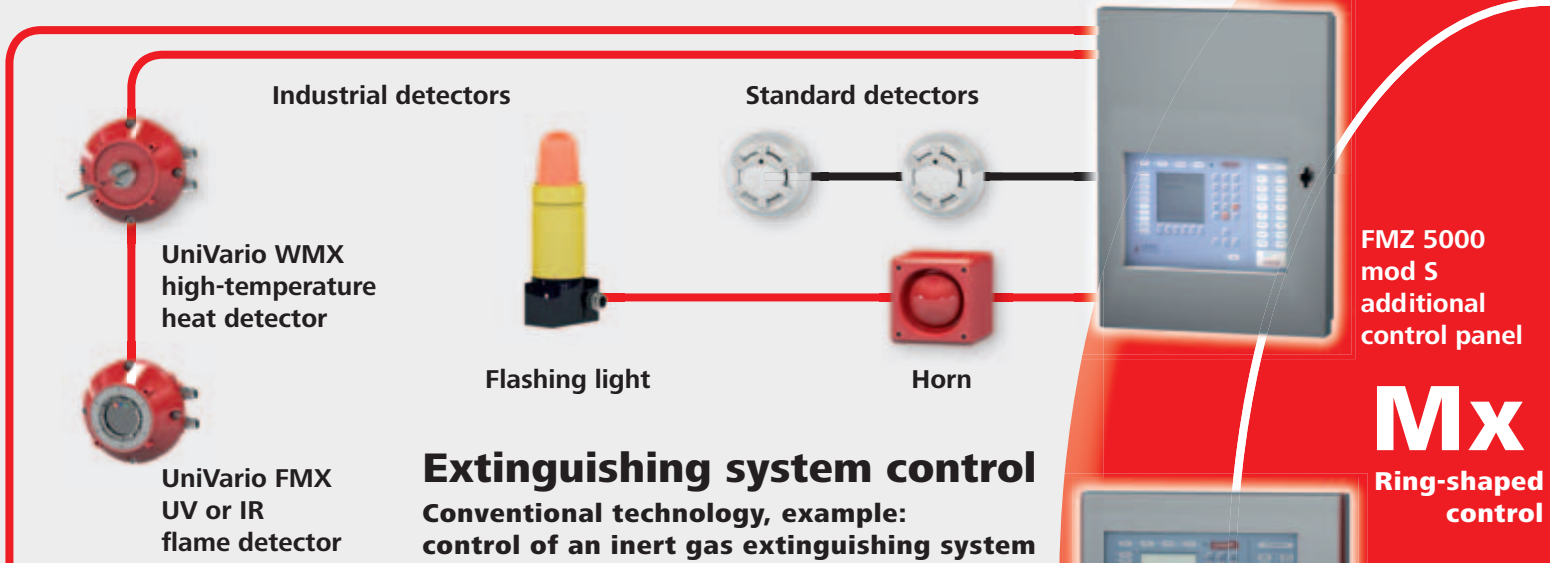 Industrial detectors
Standard detectors
UniVario WMX
high-temperature
heat detector
FMZ 5000
mod S
additional
control panel
Flashing light
Horn
Mx
Ring-shaped
control
UniVario FMX
UV or IR
flame detector
Extinguishing system control
Conventional technology, example:
control of an inert gas extinguishing system